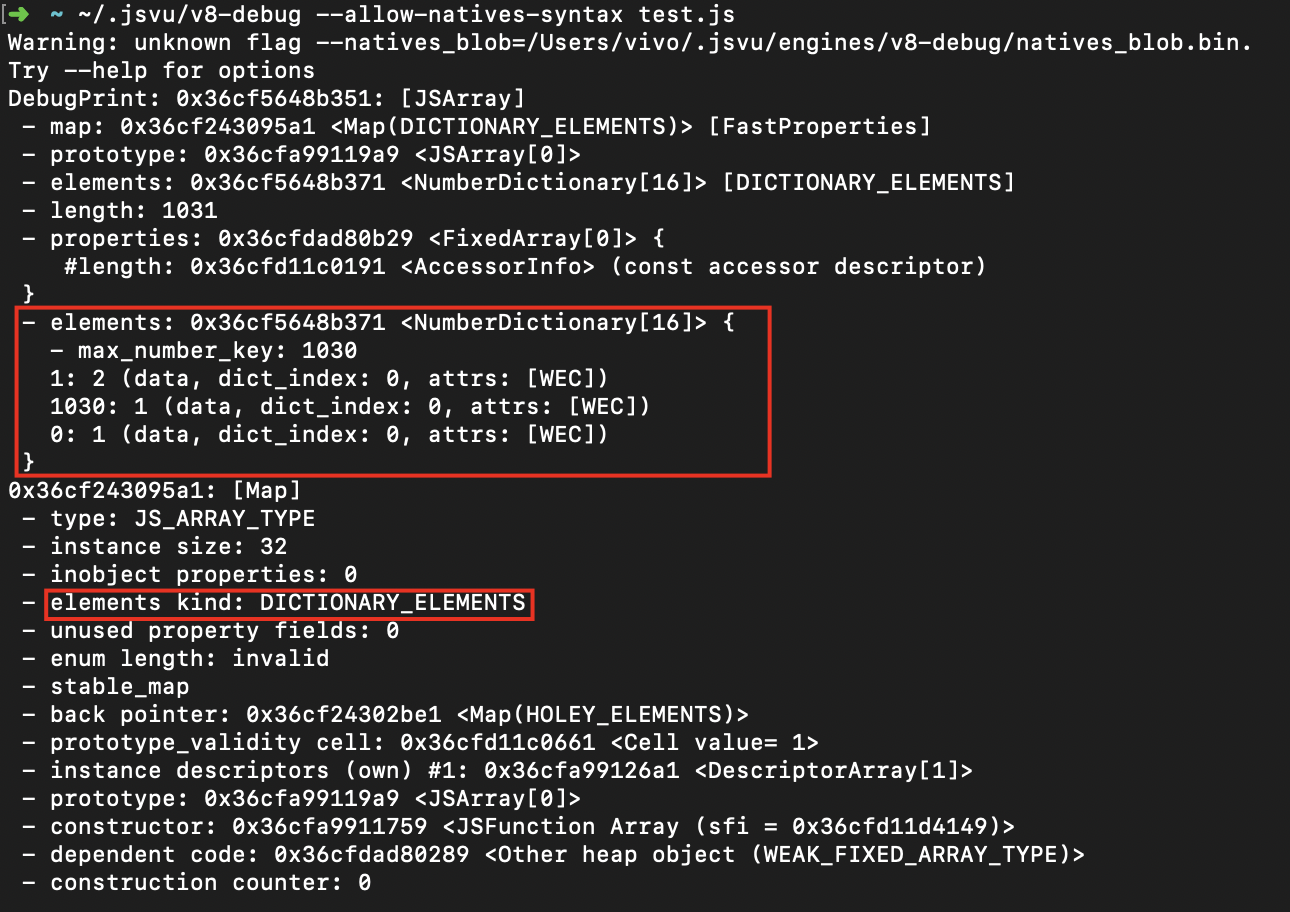 [➜  ~ ~/.jsvu/v8-debug --allow-natives-syntax test.js
Warning: unknown flag --natives_blob=/Users/vivo/.jsvu/engines/v8-debug/natives_blob.bin.
Try --help for options
DebugPrint: 0x36cf5648b351: [JSArray]
 - map: 0x36cf243095a1 <Map(DICTIONARY_ELEMENTS)> [FastProperties]
 - prototype: 0x36cfa99119a9 <JSArray[0]>
 - elements: 0x36cf5648b371 <NumberDictionary[16]> [DICTIONARY_ELEMENTS]
 - length: 1031
 - properties: 0x36cfdad80b29 <FixedArray[0]> {
    #length: 0x36cfd11c0191 <AccessorInfo> (const accessor descriptor)
 }
 - elements: 0x36cf5648b371 <NumberDictionary[16]> {
   - max_number_key: 1030
   1: 2 (data, dict_index: 0, attrs: [WEC])
   1030: 1 (data, dict_index: 0, attrs: [WEC])
   0: 1 (data, dict_index: 0, attrs: [WEC])
 }
0x36cf243095a1: [Map]
 - type: JS_ARRAY_TYPE
 - instance size: 32
 - inobject properties: 0
 - elements kind: DICTIONARY_ELEMENTS
 - unused property fields: 0
 - enum length: invalid
 - stable_map
 - back pointer: 0x36cf24302be1 <Map(HOLEY_ELEMENTS)>
 - prototype_validity cell: 0x36cfd11c0661 <Cell value= 1>
 - instance descriptors (own) #1: 0x36cfa99126a1 <DescriptorArray[1]>
 - prototype: 0x36cfa99119a9 <JSArray[0]>
 - constructor: 0x36cfa9911759 <JSFunction Array (sfi = 0x36cfd11d4149)>
 - dependent code: 0x36cfdad80289 <Other heap object (WEAK_FIXED_ARRAY_TYPE)>
 - construction counter: 0